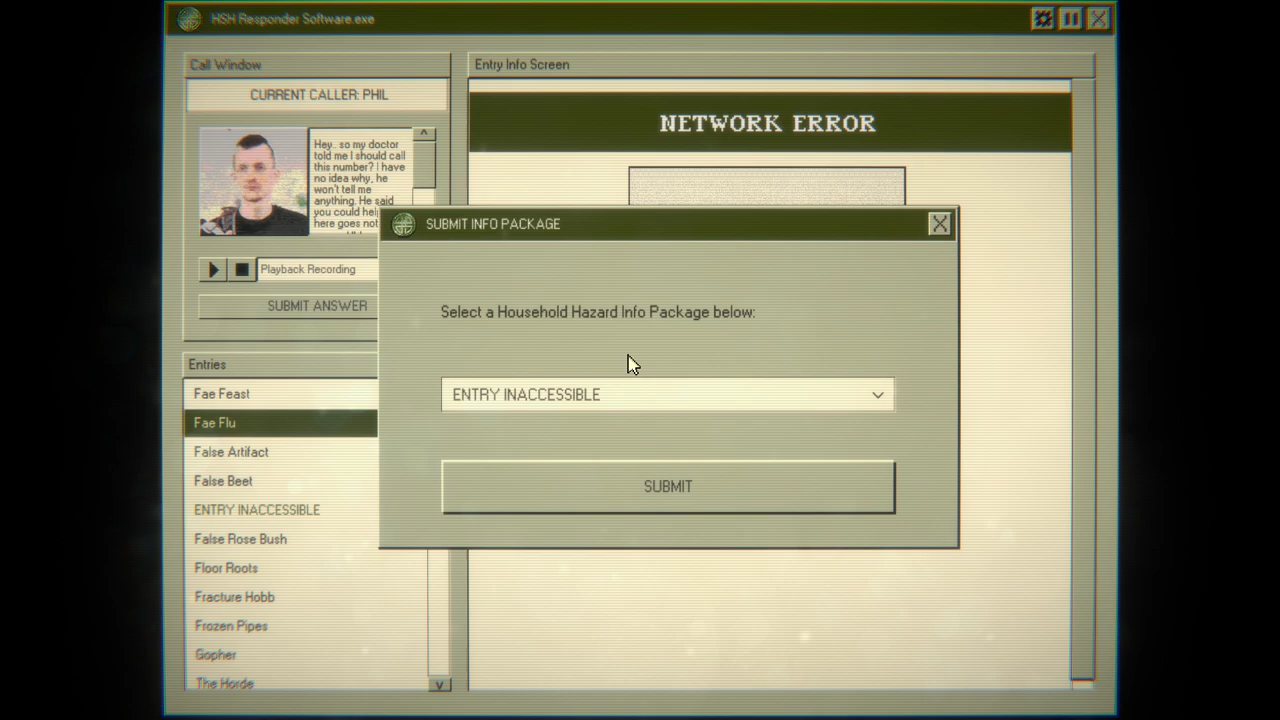 HSH Responder Software.exe
Call Window
CURRENT CALLER: PHIL
Hey.. so my doctor
told me I should call
this number? I have
no idea why, he
won't tell me
anything. He said
you could hel
here goes not
Playback Recording
SUBMIT ANSWER
Entries
Fae Feast
Fae Flu
False Artifact
False Beet
ENTRY INACCESSIBLE
False Rose Bush
Floor Roots
Fracture Hobb
Frozen Pipes
Gopher
The Horde
Entry Info Screen
NETWORK ERROR
SUBMIT INFO PACKAGE
Select a Household Hazard Info Package below:
ENTRY INACCESSIBLE
SUBMIT